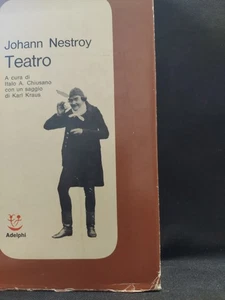 Johann Nestroy
Teatro
A cura di
Italo A. Chiusano
con un saggio
di Karl Kraus
Adelphi